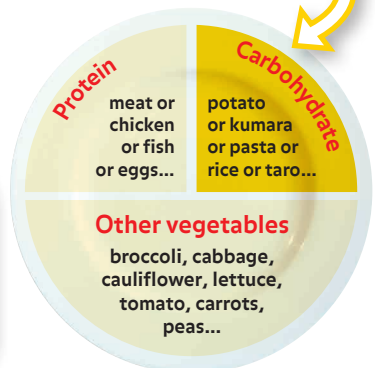 Protein
meat or
chicken
or fish
or eggs...
Carbohydrate
potato
or kumara
or pasta or
rice or taro...
Other vegetables
broccoli, cabbage,
cauliflower, lettuce,
tomato, carrots,
peas...